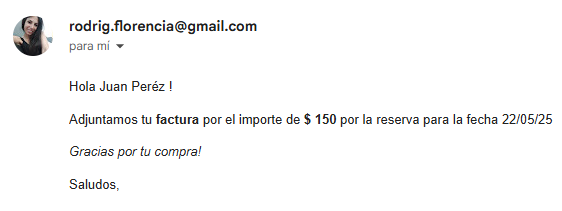 rodrig.florencia@gmail.com
para mí
Hola Juan Peréz !
Adjuntamos tu factura por el importe de $ 150 por la reserva para la fecha 22/05/25
Gracias por tu compra!
Saludos,